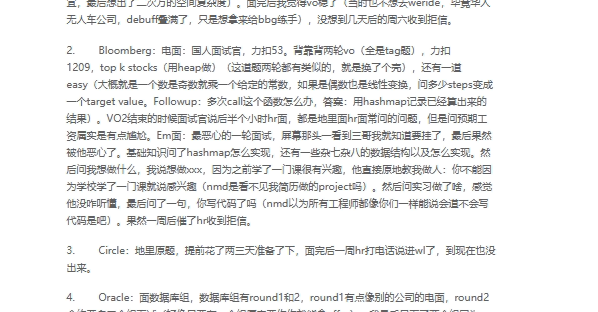 宜，最后想出了二次方的空间复杂度）。面完后我觉得vo稳了（当时也不想去weride，毕竟华人
无人车公司，debuff叠满了，只是想拿来给bbg练手），没想到几天后的周六收到拒信。
2. Bloomberg：电面：国人面试官，力扣53。背靠背两轮vo（全是tag题），力扣
1209，top k stocks（用heap做）（这道题两轮都有类似的，就是换了个壳），还有一道
easy（大概就是一个数是奇数就乘一个给定的常数，如果是偶数也是线性变换，问多少steps变成
一个target value。Followup：多次call这个函数怎么办，答案：用hashmap记录已经算出来的
结果）。VO2结束的时候面试官说后半个小时hr面，都是地里面hr面常问的问题，但是问预期工
资属实是有点尴尬。Em面：最恶心的一轮面试，屏幕那头一看到三哥我就知道要挂了，最后果然
被他恶心了。基础知识问了hashmap怎么实现，还有一些杂七杂八的数据结构以及怎么实现。然
后问我想做什么，我说想做xxx，因为之前学了一门课很有兴趣，他直接原地教我做人：你不能因
为学校学了一门课就说感兴趣（nmd是看不见我简历做的project吗）。然后问实习做了啥，感觉
他没咋听懂，最后问了一句，你写代码了吗（nmd以为所有工程师都像你们一样能说会道不会写
代码是吧）。果然一周后催了hr收到拒信。
3. Circle：地里原题，提前花了两三天准备了下，面完后一周hr打电话说进wl了，到现在也没
出来。
4. Oracle：面数据库组，数据库组有round1和2，round1有点像别的公司的电面，round2